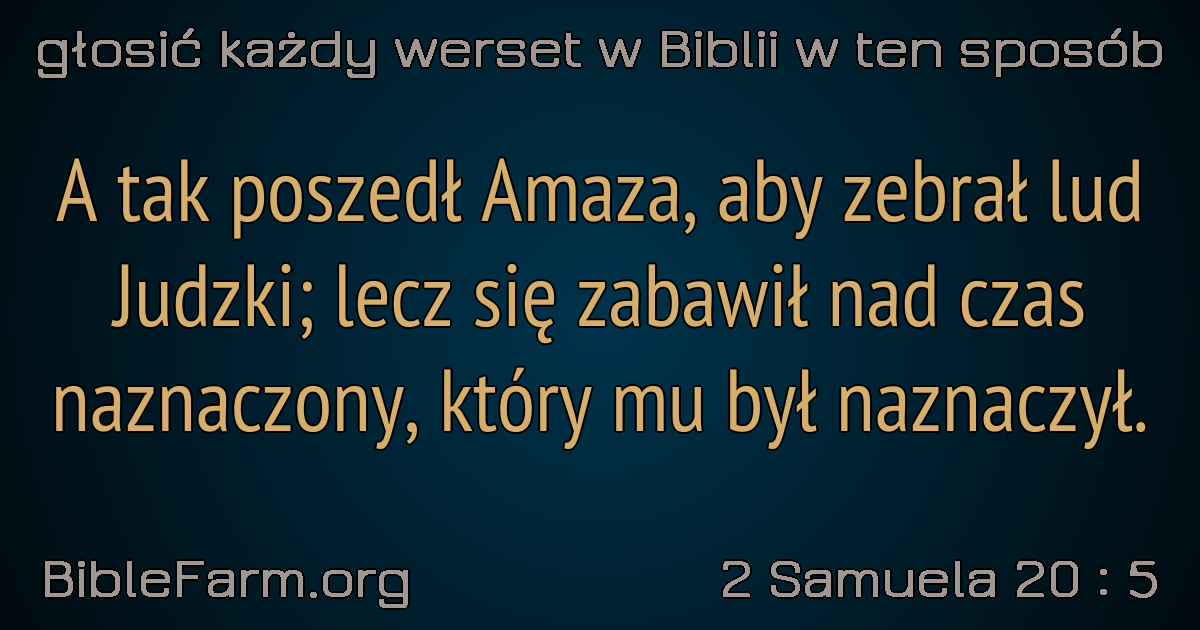 głosić każdy werset w Biblii w ten sposób
A tak poszedł Amaza, aby zebrał lud
Judzki; lecz się zabawił nad czas
naznaczony, który mu był naznaczył.
BibleFarm.org
2 Samuela 20 : 5